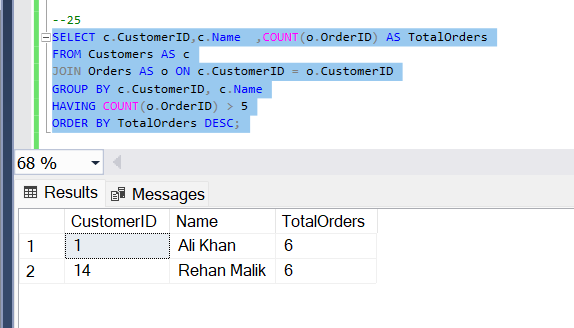 --25
SELECT c.CustomerID,c.Name  ,COUNT(o.OrderID) AS TotalOrders
FROM Customers AS c
JOIN Orders AS o ON c.CustomerID = o.CustomerID
GROUP BY c.CustomerID, c.Name
HAVING COUNT(o.OrderID) > 5
ORDER BY TotalOrders DESC;
68 %
Results Messages
CustomerID Name TotalOrders
1 1 Ali Khan 6
2 14 Rehan Malik 6